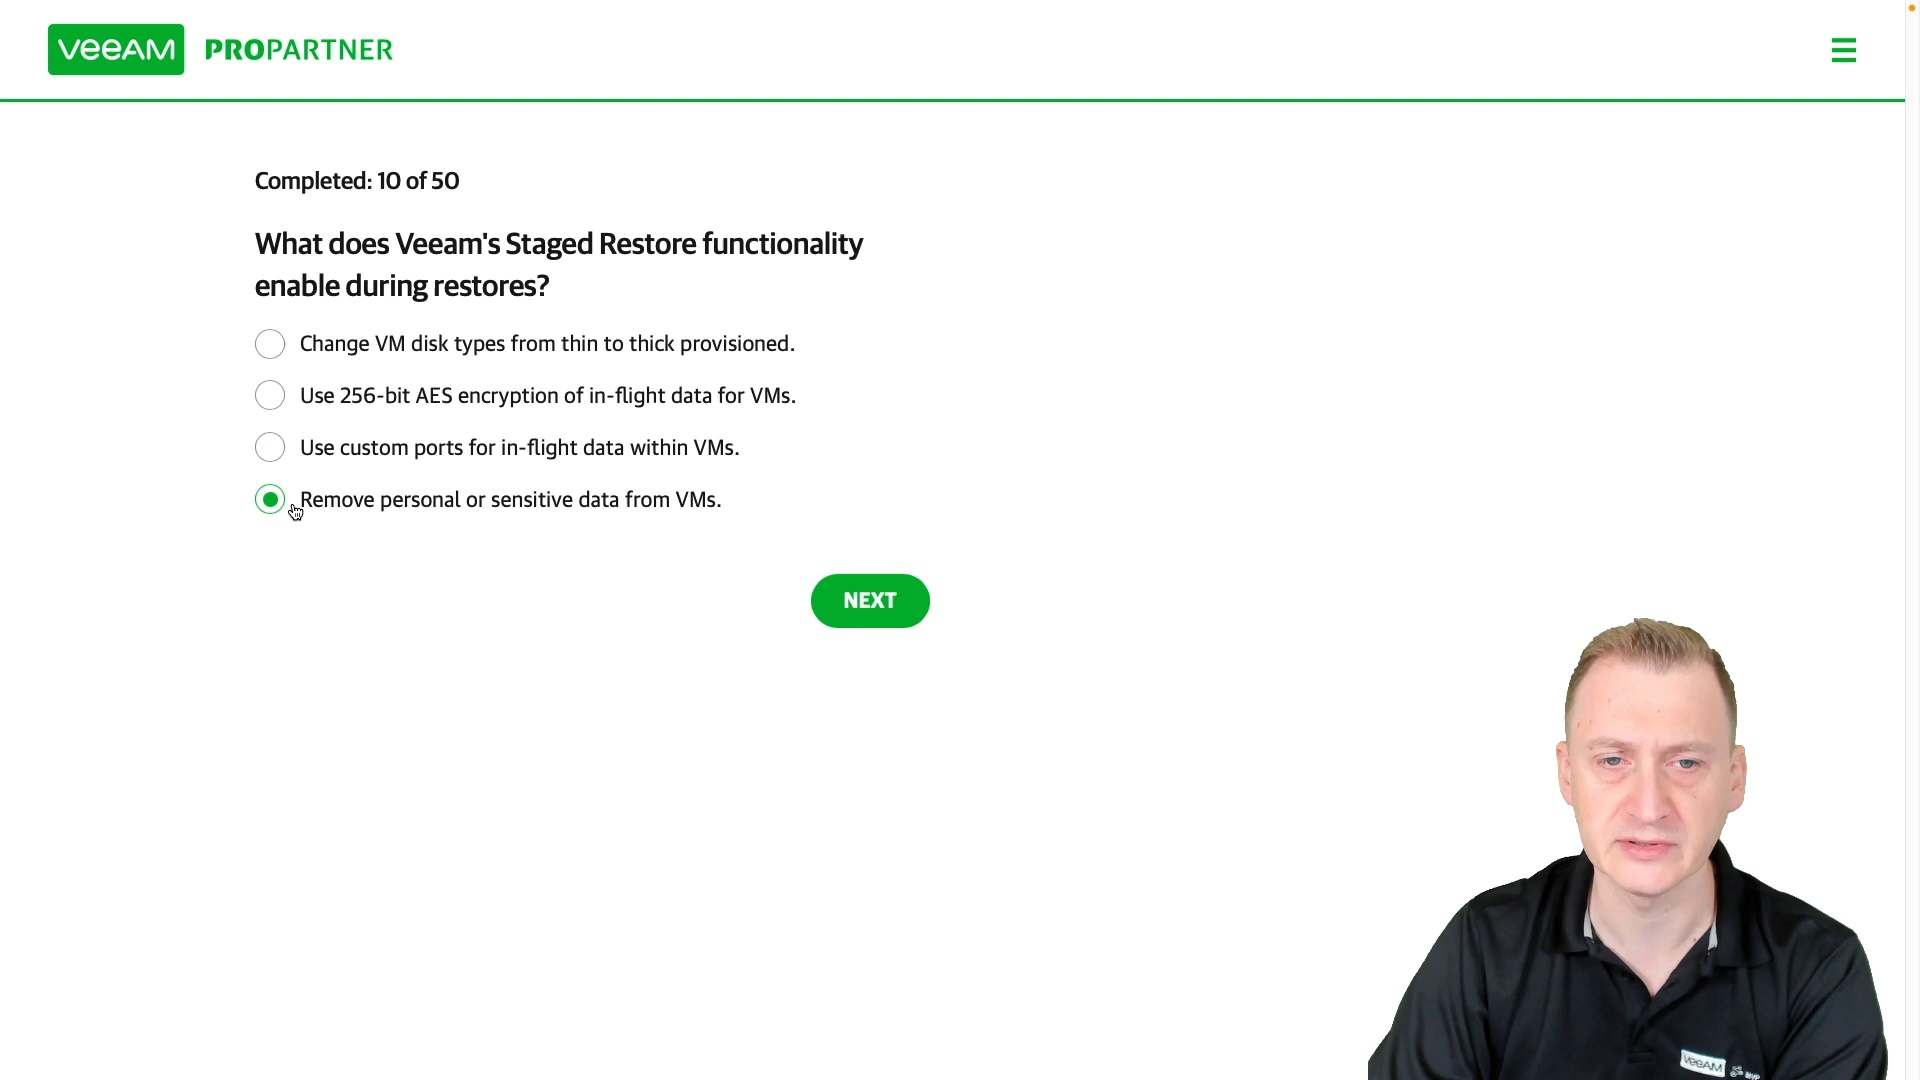 veeAM PROPARTNER
Completed: 10 of 50
What does Veeam's Staged Restore functionality
enable during restores?
Change VM disk types from thin to thick provisioned.
Use 256-bit AES encryption of in-flight data for VMs.
Use custom ports for in-flight data within VMs.
Remove personal or sensitive data from VMs.
NEXT
veeAM